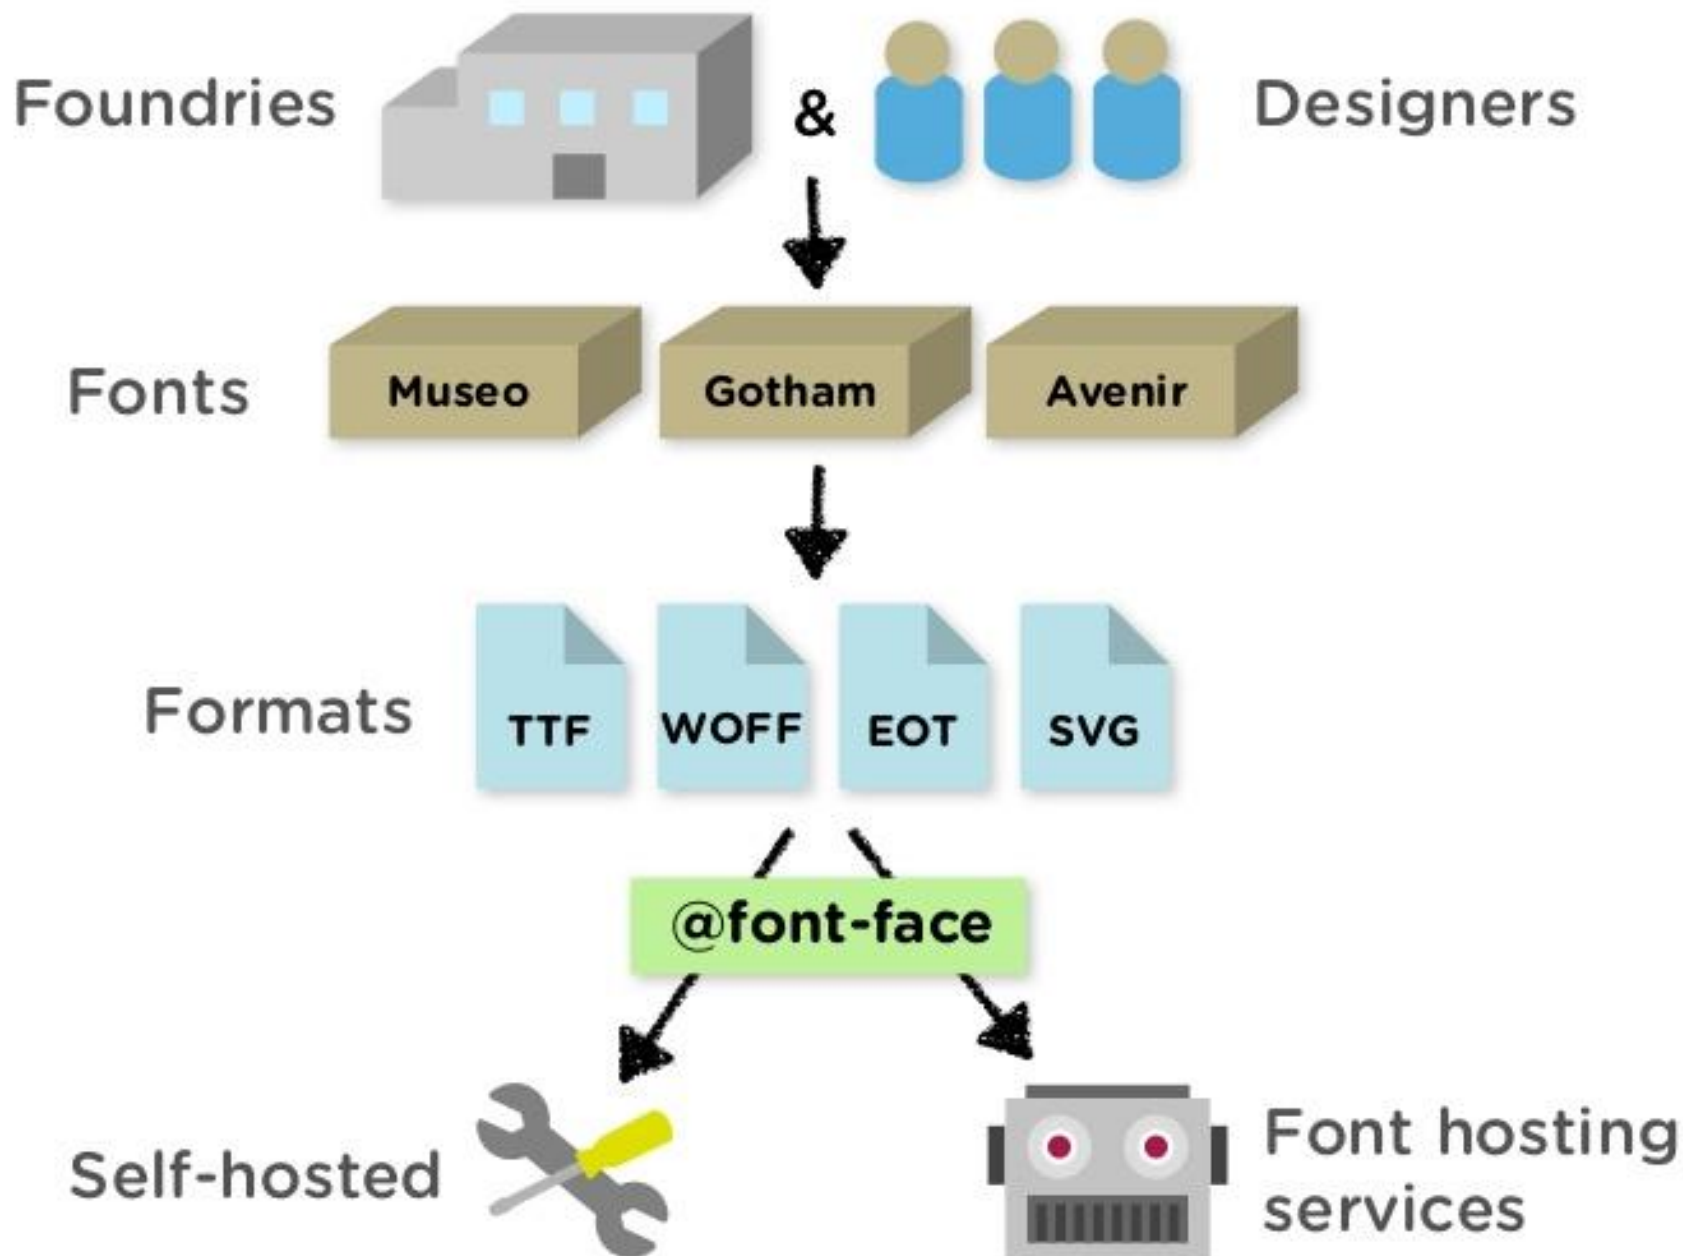 Foundries & Designers
Fonts Museo Gotham Avenir
Formats TTF WOFF EOT SVG
@font-face
Self-hosted
Font hosting
services